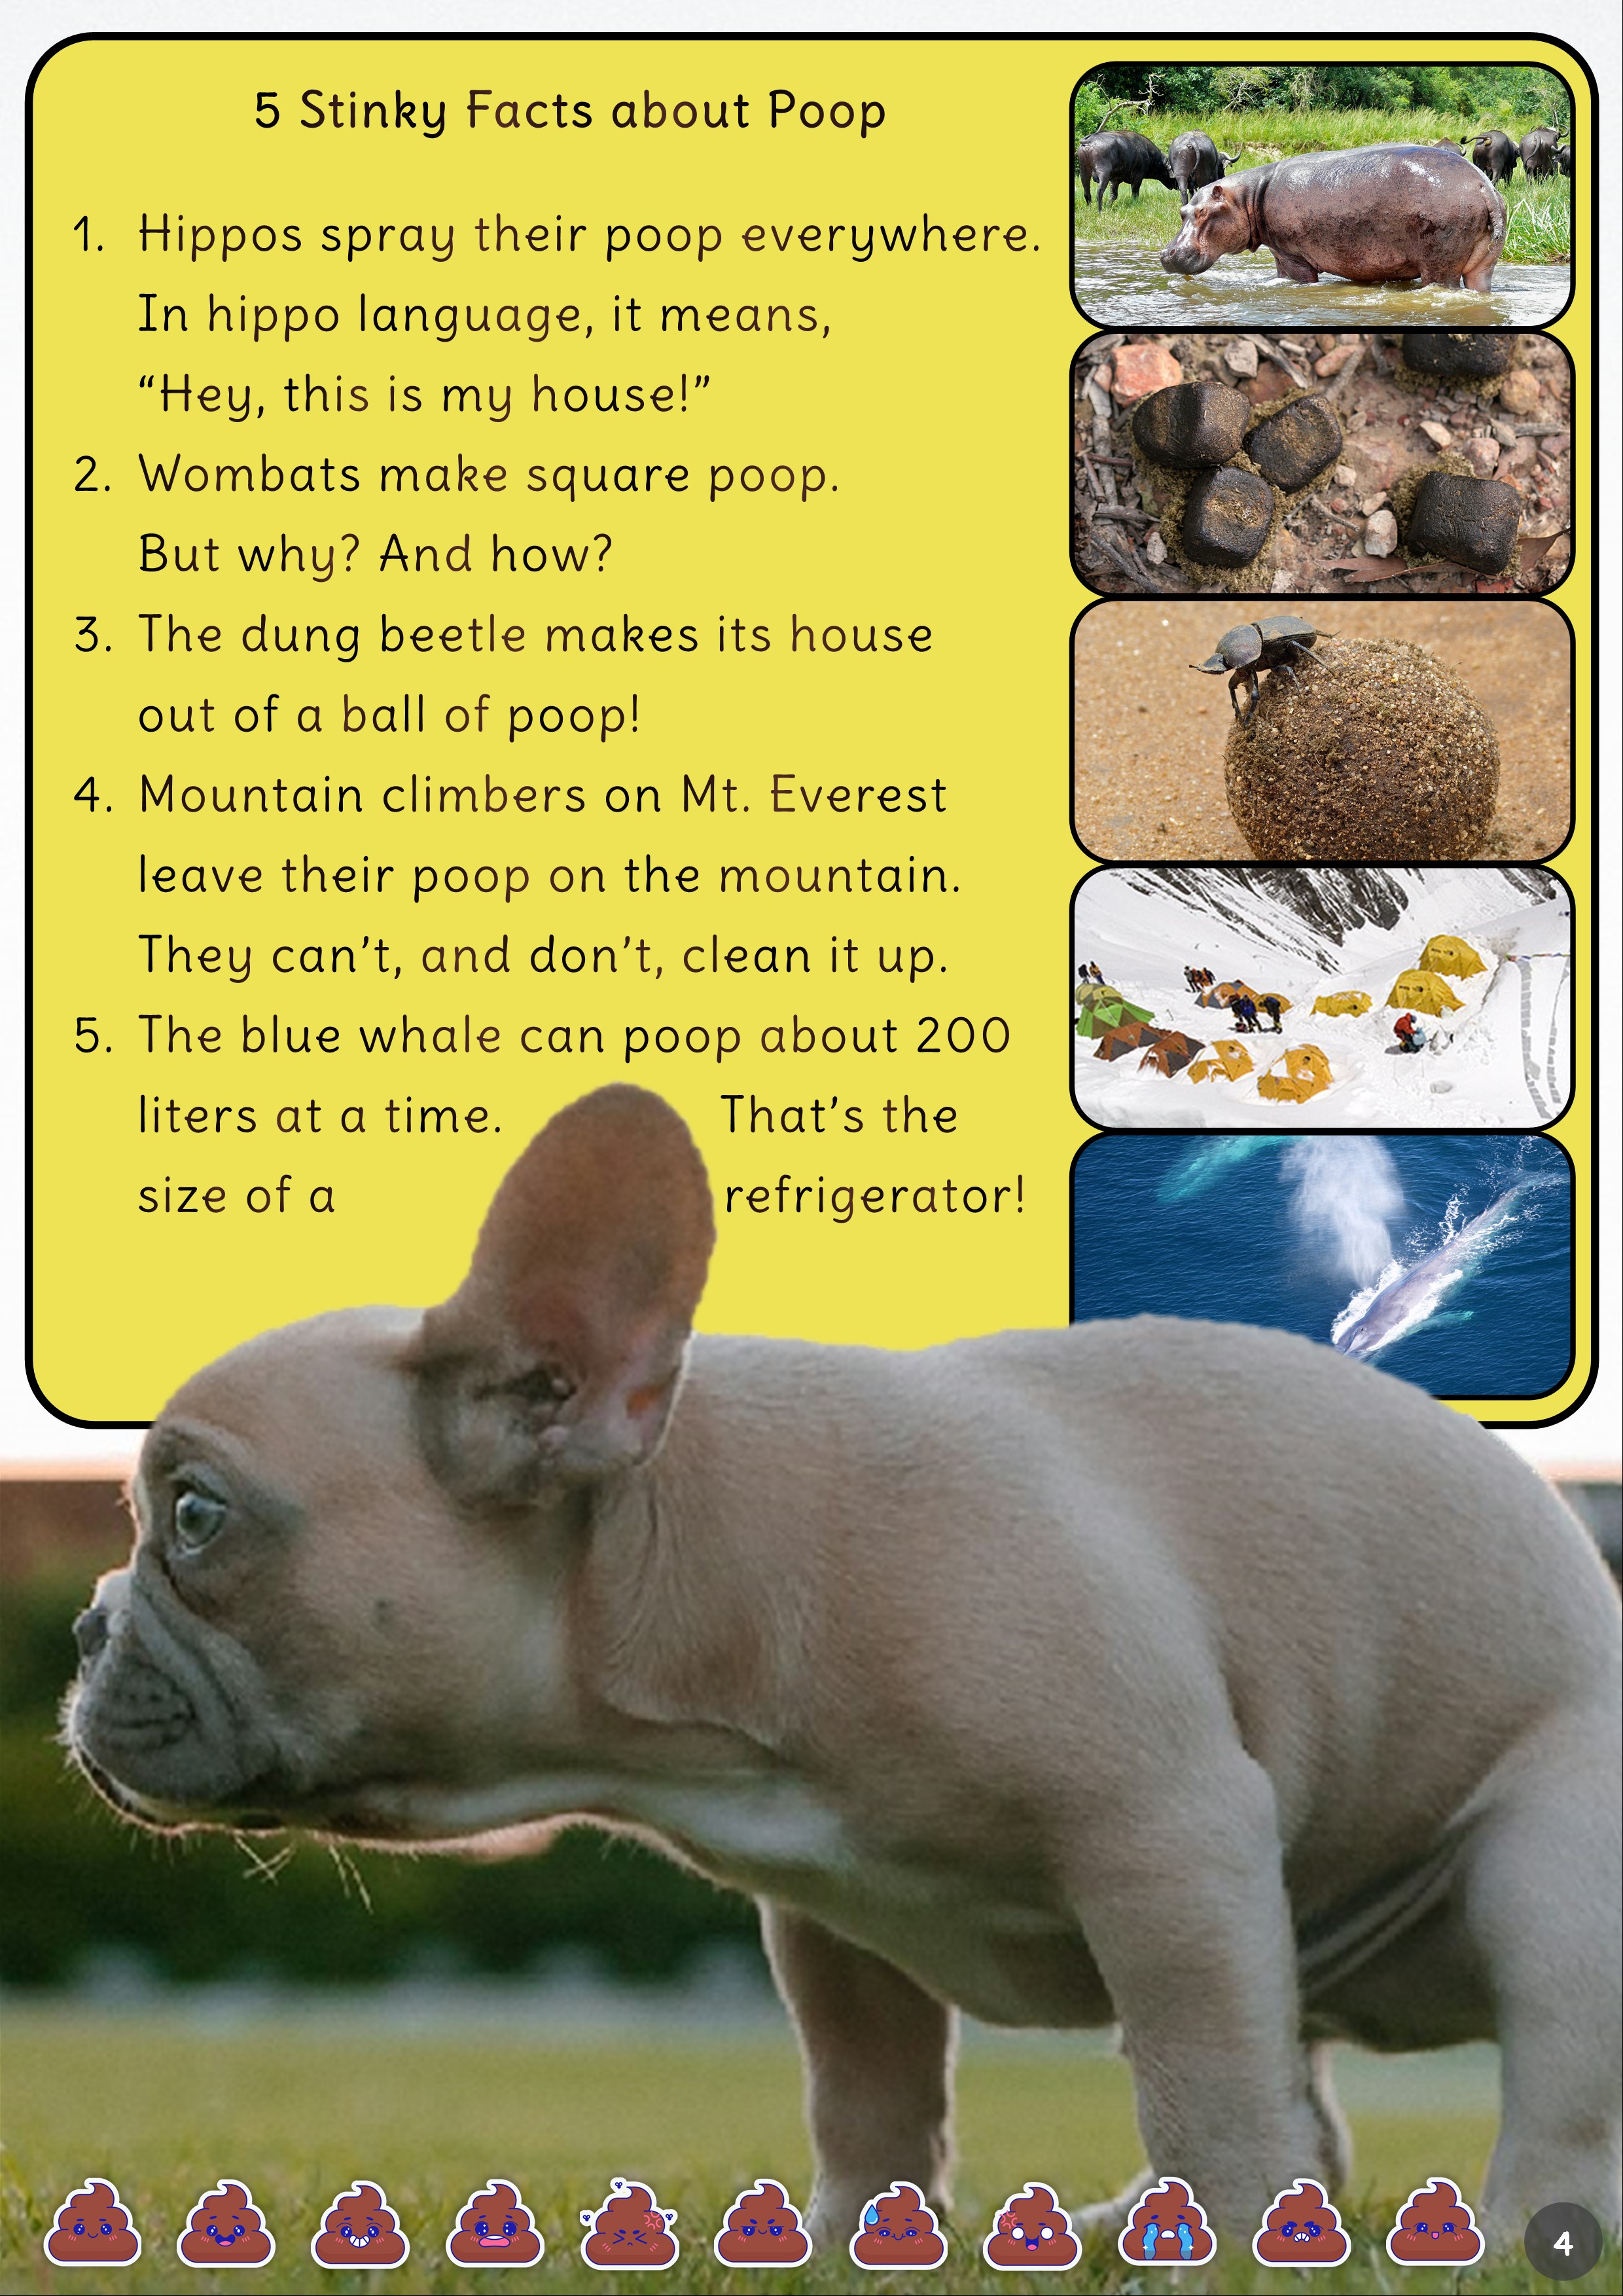 5 Stinky Facts about Poop
1. Hippos spray their poop everywhere.
In hippo language, it means,
“Hey, this is my house!”
2. Wombats make square poop.
But why? And how?
3. The dung beetle makes its house
out of a ball of poop!
4. Mountain climbers on Mt. Everest
leave their poop on the mountain.
They can’t, and don’t, clean it up.
5. The blue whale can poop about 200
liters at a time. That’s the
size of a refrigerator!
4